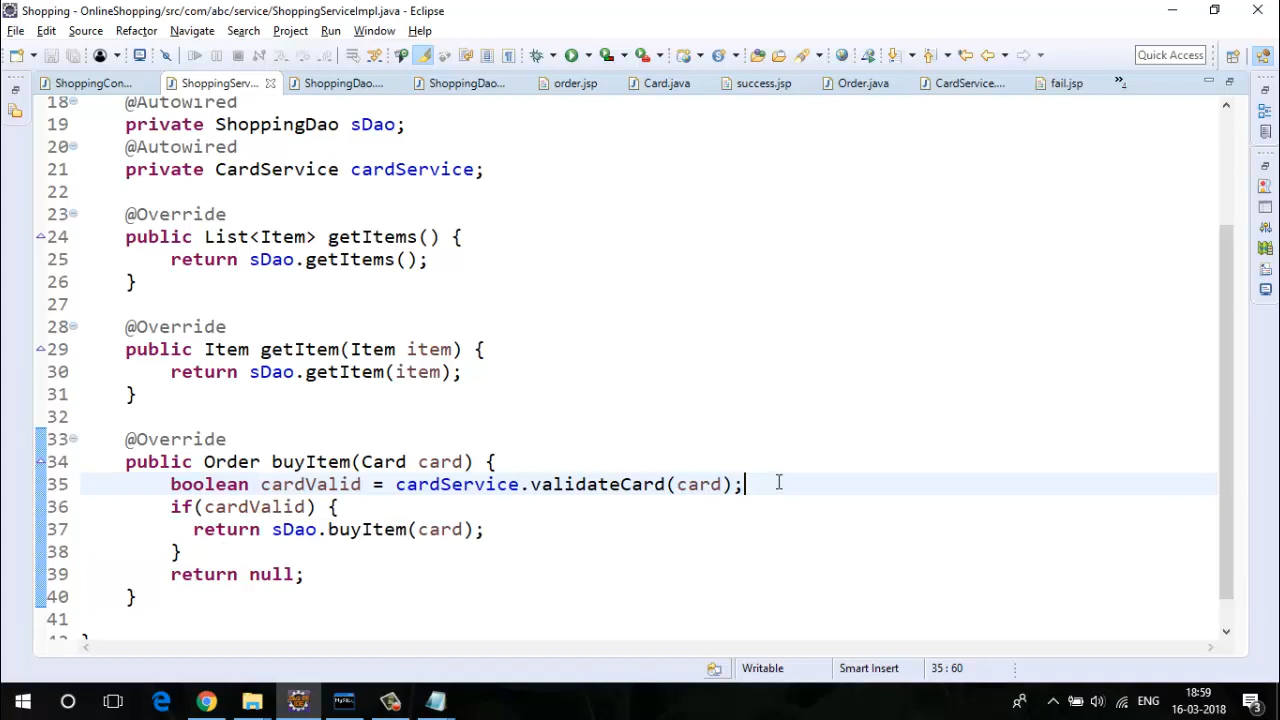 Shopping - OnlineShopping/src/com/abc/service/ShoppingServiceImpl.java - Eclipse
File Edit Source Refactor Navigate Search Project Run Window Help
Quick Access
ShoppingCon... ShoppingServ... ShoppingDao.... ShoppingDao... order.jsp Card.java success.jsp Order.java CardService.... fail.jsp
18 @Autowired
19 private ShoppingDao sDao;
20 @Autowired
21 private CardService cardService;
22
23 @Override
24 public List<Item> getItems() {
25 return sDao.getItems();
26 }
27
28 @Override
29 public Item getItem(Item item) {
30 return sDao.getItem(item);
31 }
32
33 @Override
34 public Order buyItem(Card card) {
35 boolean cardValid = cardService.validateCard(card);
36 if(cardValid) {
37 return sDao.buyItem(card);
38 }
39 return null;
40 }
41
}
Writable Smart Insert 35 : 60
ENG 18:59
16-03-2018
3